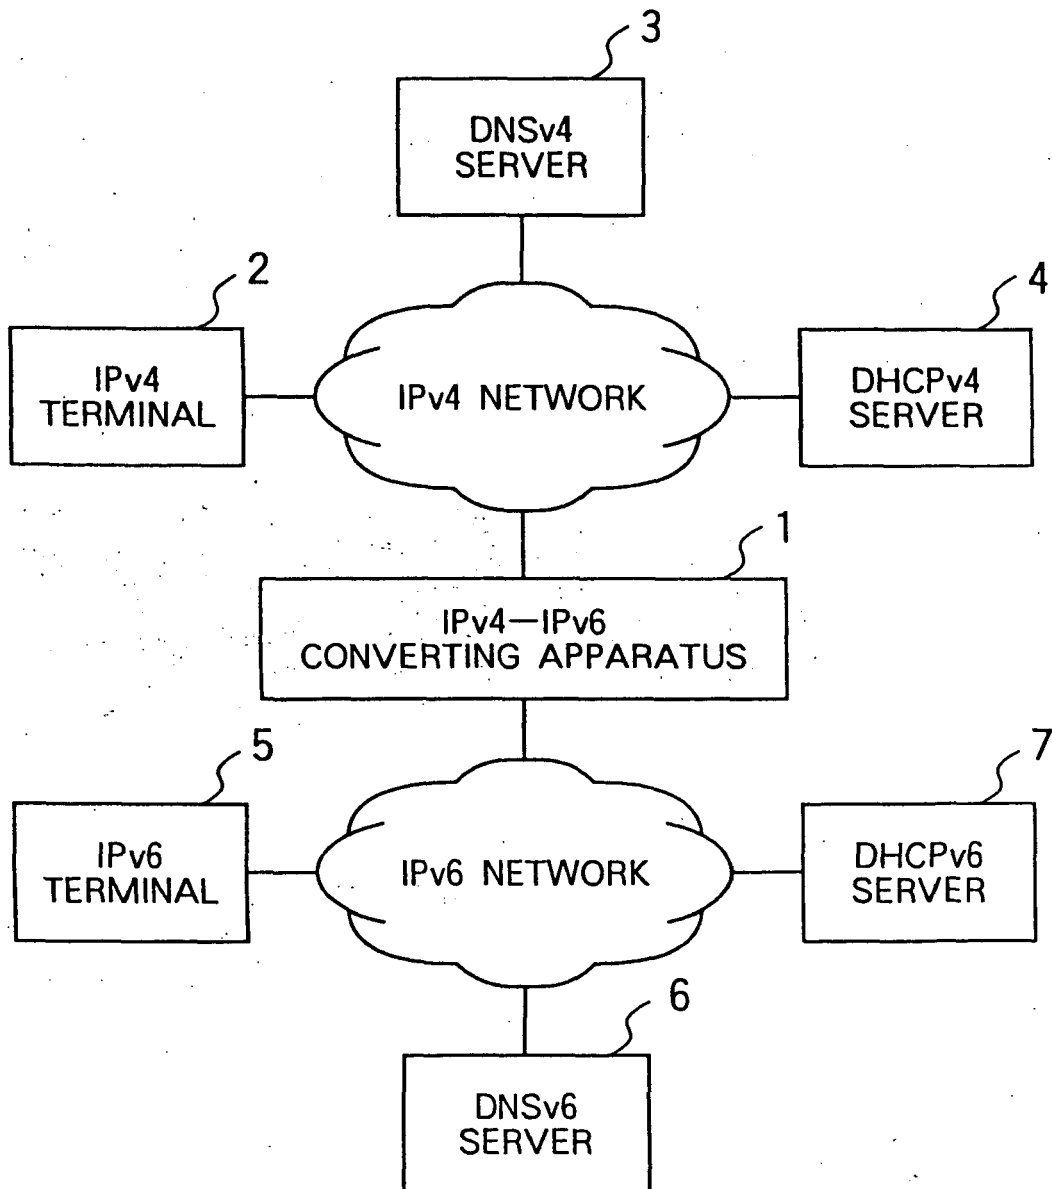 3
DNSv4
SERVER
2
4
IPv4
TERMINAL
IPv4 NETWORK
DHCPv4
SERVER
1
IPv4—IPv6
CONVERTING APPARATUS
5
7
IPv6
TERMINAL
IPv6 NETWORK
DHCPv6
SERVER
6
DNSv6
SERVER